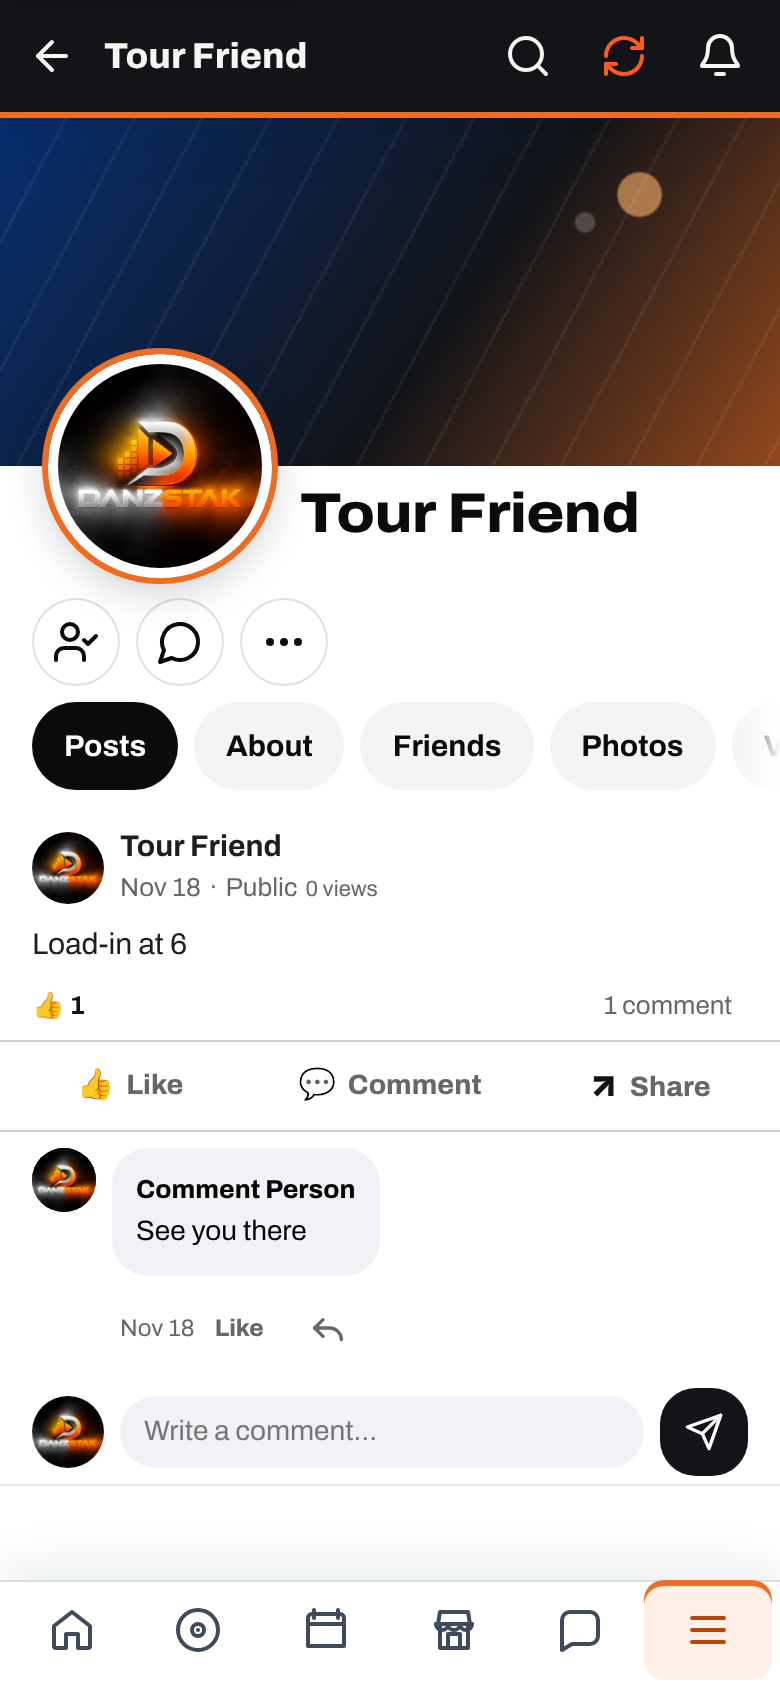 Tour Friend
DANZSTAK
Tour Friend
Posts
About
Friends
Photos
V
Tour Friend
Nov 18 · Public 0 views
Load-in at 6
👍 1
1 comment
👍 Like
💬 Comment
Share
Comment Person
See you there
Nov 18 Like
Write a comment...